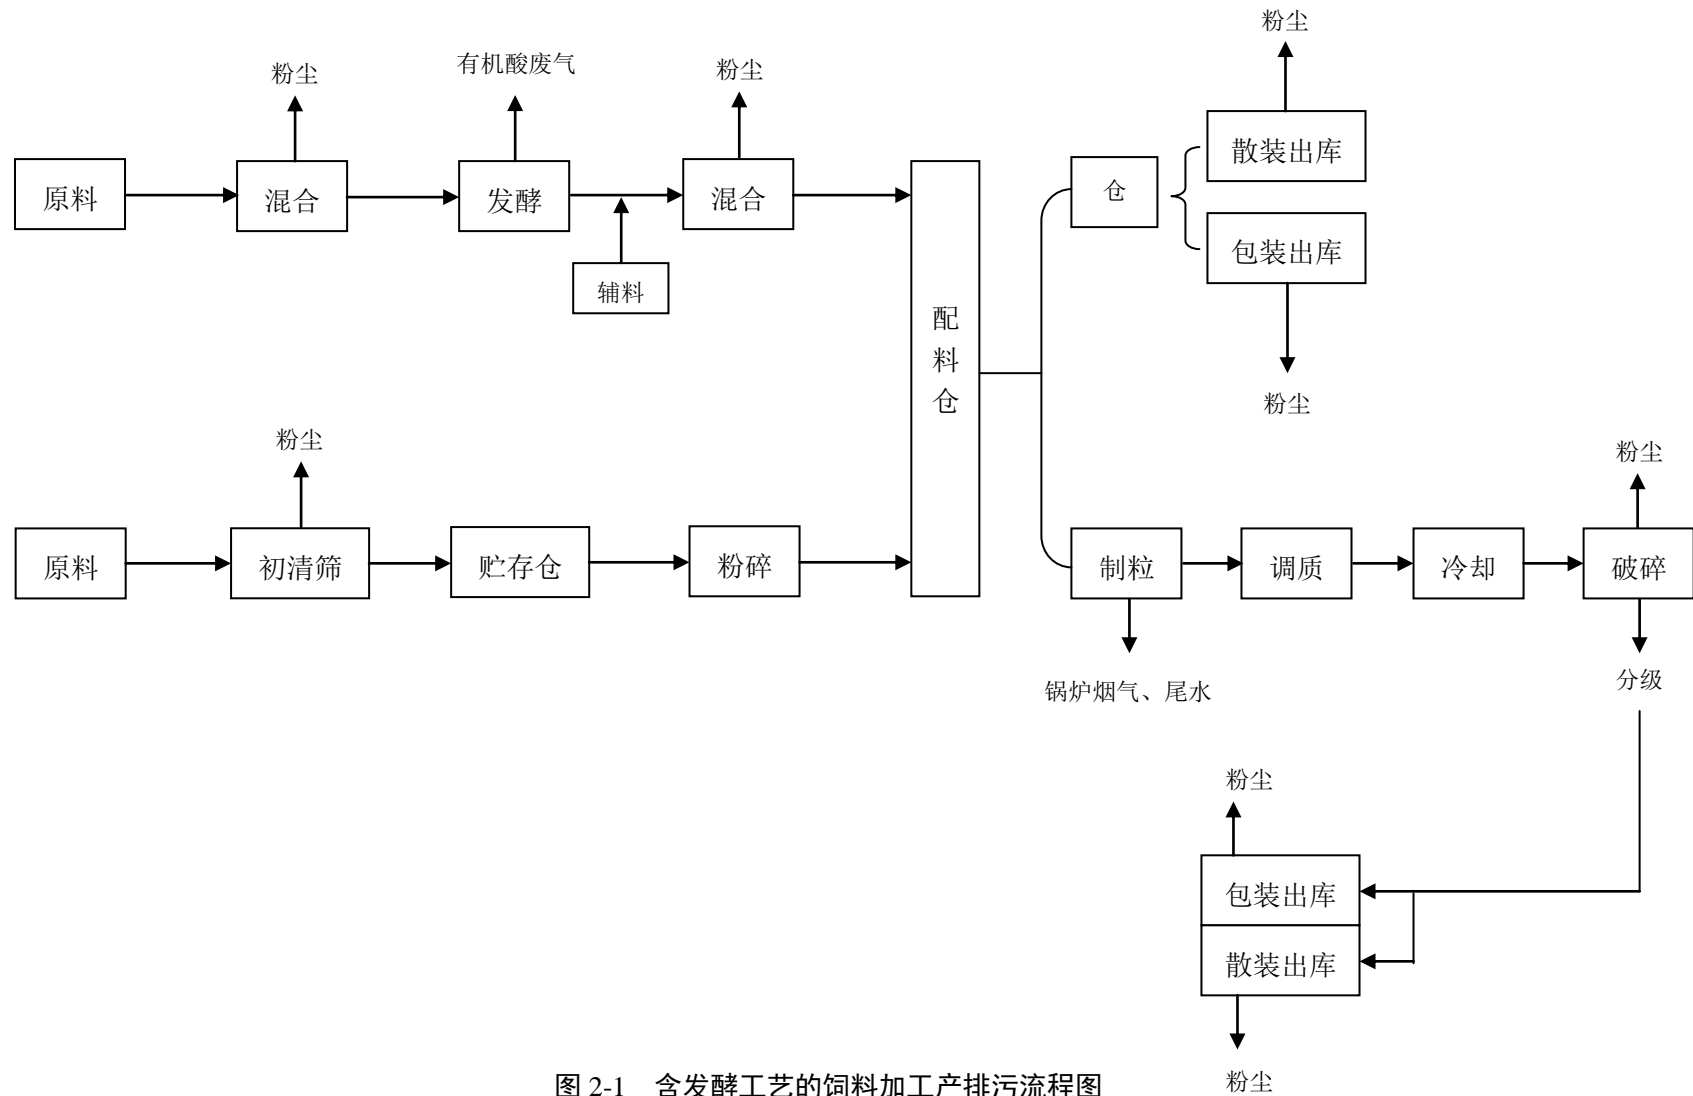 粉尘
有机酸废气
粉尘
粉尘
原料
混合
发酵
混合
辅料
配料仓
仓
散装出库
包装出库
粉尘
粉尘
原料
初清筛
贮存仓
粉碎
制粒
调质
冷却
破碎
粉尘
锅炉烟气、尾水
分级
粉尘
包装出库
散装出库
粉尘
图 2-1 含发酵工艺的饲料加工产排污流程图